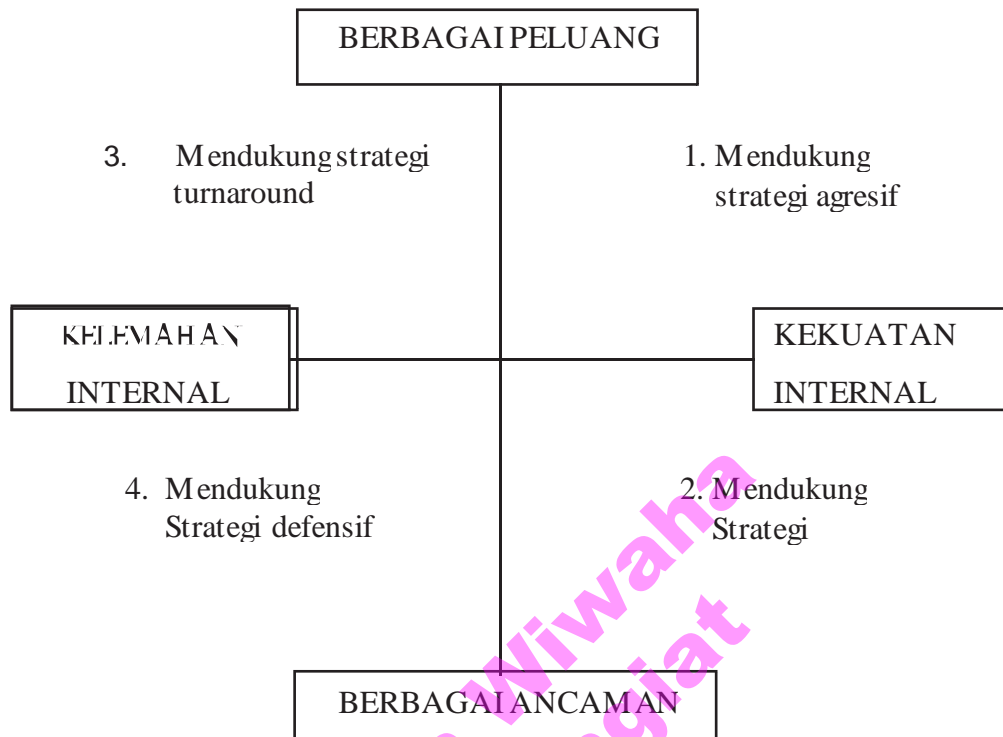 BERBAGAI PELUANG
3. Mendukung strategi
turnaround
1. Mendukung
strategi agresif
KELEMAHAN
INTERNAL
KEKUATAN
INTERNAL
4. Mendukung
Strategi defensif
2. Mendukung
Strategi
BERBAGAI ANCAMAN
Wiwaha